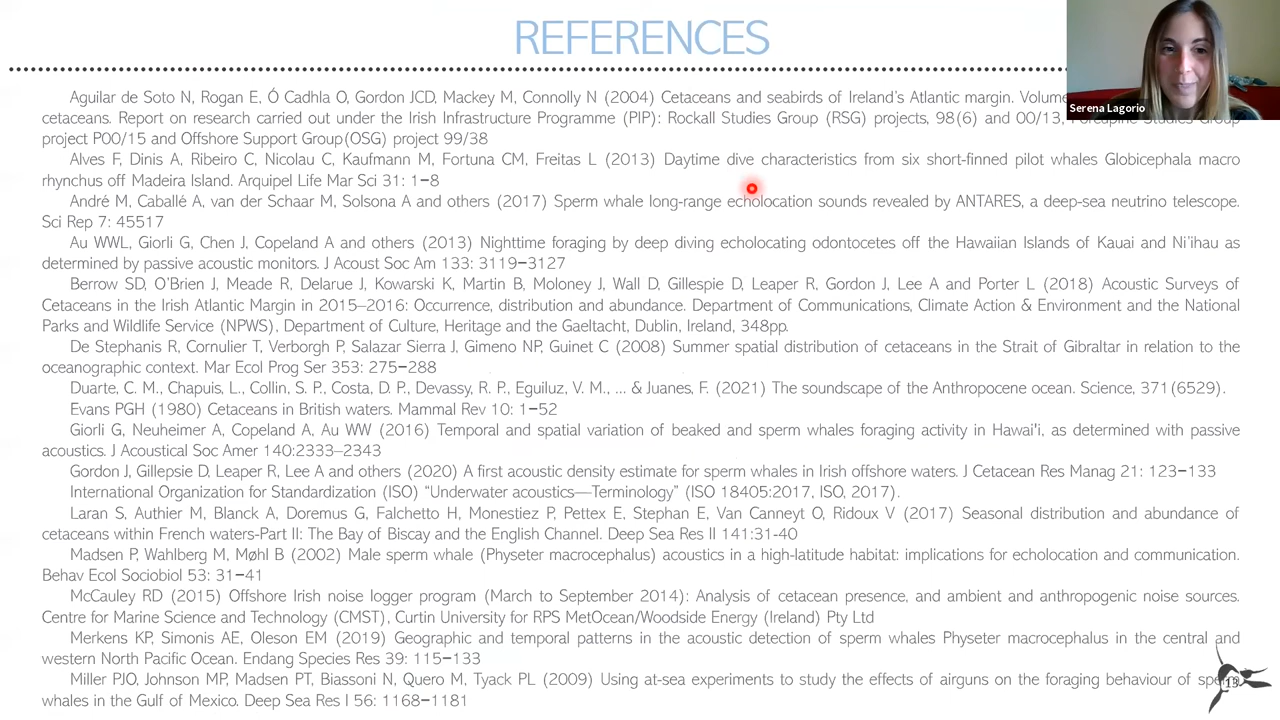 REFERENCES
Serena Lagorio
Aguilar de Soto N, Rogan E, Ó Cadhla O, Gordon JCD, Mackey M, Connolly N (2004) Cetaceans and seabirds of Ireland's Atlantic margin. Volume
cetaceans. Report on research carried out under the Irish Infrastructure Programme (PIP): Rockall Studies Group (RSG) projects, 98(6) and 00/13, Porcupine Studies Group
project P00/15 and Offshore Support Group(OSG) project 99/38
Alves F, Dinis A, Ribeiro C, Nicolau C, Kaufmann M, Fortuna CM, Freitas L (2013) Daytime dive characteristics from six short-finned pilot whales Globicephala macro
rhynchus off Madeira Island. Arquipel Life Mar Sci 31: 1–8
André M, Caballé A, van der Schaar M, Solsona A and others (2017) Sperm whale long-range echolocation sounds revealed by ANTARES, a deep-sea neutrino telescope.
Sci Rep 7: 45517
Au WWL, Giorli G, Chen J, Copeland A and others (2013) Nighttime foraging by deep diving echolocating odontocetes off the Hawaiian Islands of Kauai and Ni'ihau as
determined by passive acoustic monitors. J Acoust Soc Am 133: 3119–3127
Berrow SD, O'Brien J, Meade R, Delarue J, Kowarski K, Martin B, Moloney J, Wall D, Gillespie D, Leaper R, Gordon J, Lee A and Porter L (2018) Acoustic Surveys of
Cetaceans in the Irish Atlantic Margin in 2015–2016: Occurrence, distribution and abundance. Department of Communications, Climate Action & Environment and the National
Parks and Wildlife Service (NPWS), Department of Culture, Heritage and the Gaeltacht, Dublin, Ireland, 348pp.
De Stephanis R, Cornulier T, Verborgh P, Salazar Sierra J, Gimeno NP, Guinet C (2008) Summer spatial distribution of cetaceans in the Strait of Gibraltar in relation to the
oceanographic context. Mar Ecol Prog Ser 353: 275–288
Duarte, C. M., Chapuis, L., Collin, S. P., Costa, D. P., Devassy, R. P., Eguiluz, V. M., ... & Juanes, F. (2021) The soundscape of the Anthropocene ocean. Science, 371(6529).
Evans PGH (1980) Cetaceans in British waters. Mammal Rev 10: 1–52
Giorli G, Neuheimer A, Copeland A, Au WW (2016) Temporal and spatial variation of beaked and sperm whales foraging activity in Hawai'i, as determined with passive
acoustics. J Acoustical Soc Amer 140:2333–2343
Gordon J, Gillepsie D, Leaper R, Lee A and others (2020) A first acoustic density estimate for sperm whales in Irish offshore waters. J Cetacean Res Manag 21: 123–133
International Organization for Standardization (ISO) “Underwater acoustics—Terminology” (ISO 18405:2017, ISO, 2017).
Laran S, Authier M, Blanck A, Doremus G, Falchetto H, Monestiez P, Pettex E, Stephan E, Van Canneyt O, Ridoux V (2017) Seasonal distribution and abundance of
cetaceans within French waters-Part II: The Bay of Biscay and the English Channel. Deep Sea Res II 141:31-40
Madsen P, Wahlberg M, Møhl B (2002) Male sperm whale (Physeter macrocephalus) acoustics in a high-latitude habitat: implications for echolocation and communication.
Behav Ecol Sociobiol 53: 31–41
McCauley RD (2015) Offshore Irish noise logger program (March to September 2014): Analysis of cetacean presence, and ambient and anthropogenic noise sources.
Centre for Marine Science and Technology (CMST), Curtin University for RPS MetOcean/Woodside Energy (Ireland) Pty Ltd
Merkens KP, Simonis AE, Oleson EM (2019) Geographic and temporal patterns in the acoustic detection of sperm whales Physeter macrocephalus in the central and
western North Pacific Ocean. Endang Species Res 39: 115–133
Miller PJO, Johnson MP, Madsen PT, Biassoni N, Quero M, Tyack PL (2009) Using at-sea experiments to study the effects of airguns on the foraging behaviour of sperm
whales in the Gulf of Mexico. Deep Sea Res I 56: 1168–1181
13